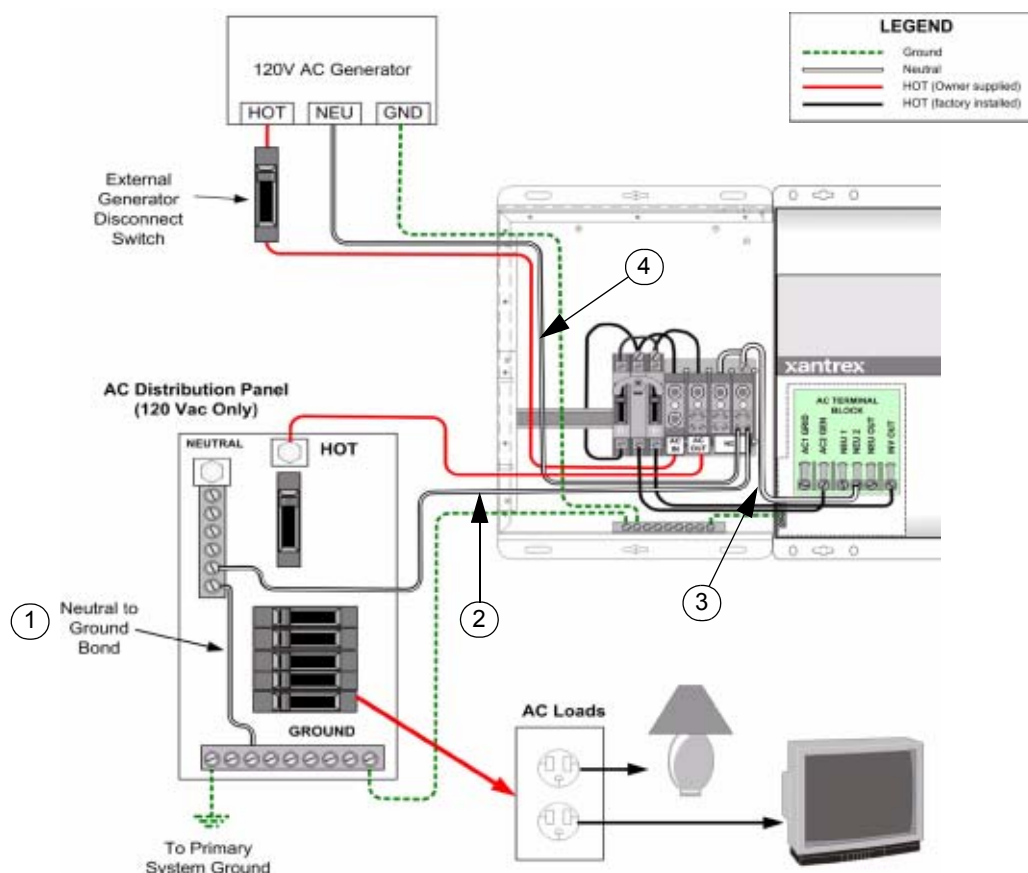 LEGEND
Ground
Neutral
HOT (Owner supplied)
HOT (factory installed)
120V AC Generator
HOT
NEU
GND
External
Generator
Disconnect
Switch
4
AC Distribution Panel
(120 Vac Only)
NEUTRAL
HOT
AC
IN
AC
OUT
xantrex
AC TERMINAL
BLOCK
AC1 GRID
AC2 GEN
NEU 1
NEU 2
NEU OUT
INV OUT
1
Neutral to
Ground
Bond
2
3
GROUND
AC Loads
To Primary
System Ground